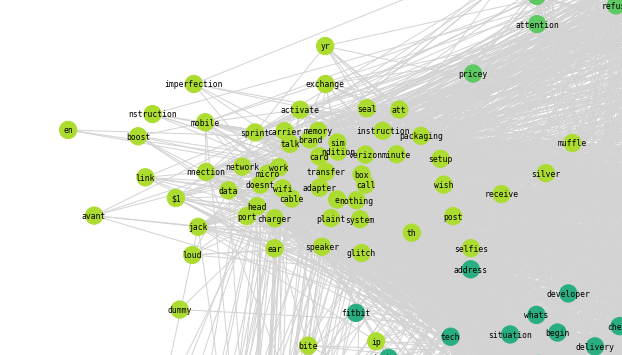 refus
attention
yr
pricey
imperfection
exchange
activate
seal
att
nstruction
mobile
en
boost
sprint
carrier
memory
instruction
packaging
brand
talk
sim
muffle
card
ndition
verizon
minute
setup
network
work
nnection
transfer
silver
link
micro
box
doesnt
call
wish
data
wifi
adapter
receive
$1
cable
e
nothing
head
avant
port
charger
plaint
system
post
jack
th
ear
speaker
selfies
loud
glitch
address
developer
dummy
fitbit
whats
che
situation
begin
tech
ip
bite
delivery